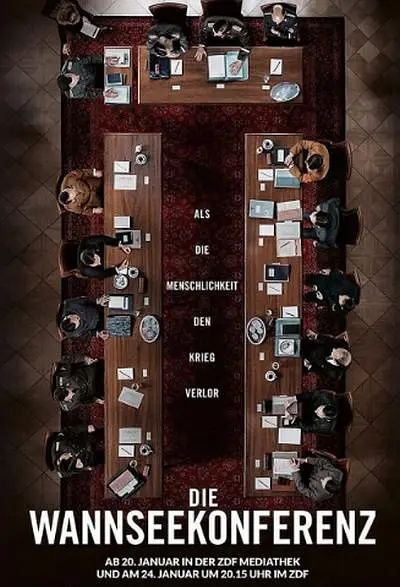 ALS
DIE
MENSCHLICHKEIT
DEN
KRIEG
VERLOR
DIE
WANNSEEKONFERENZ
AB 20. JANUAR IN DER ZDF MEDIATHEK
UND AM 24. JANUAR UM 20.15 UHR IM ZDF